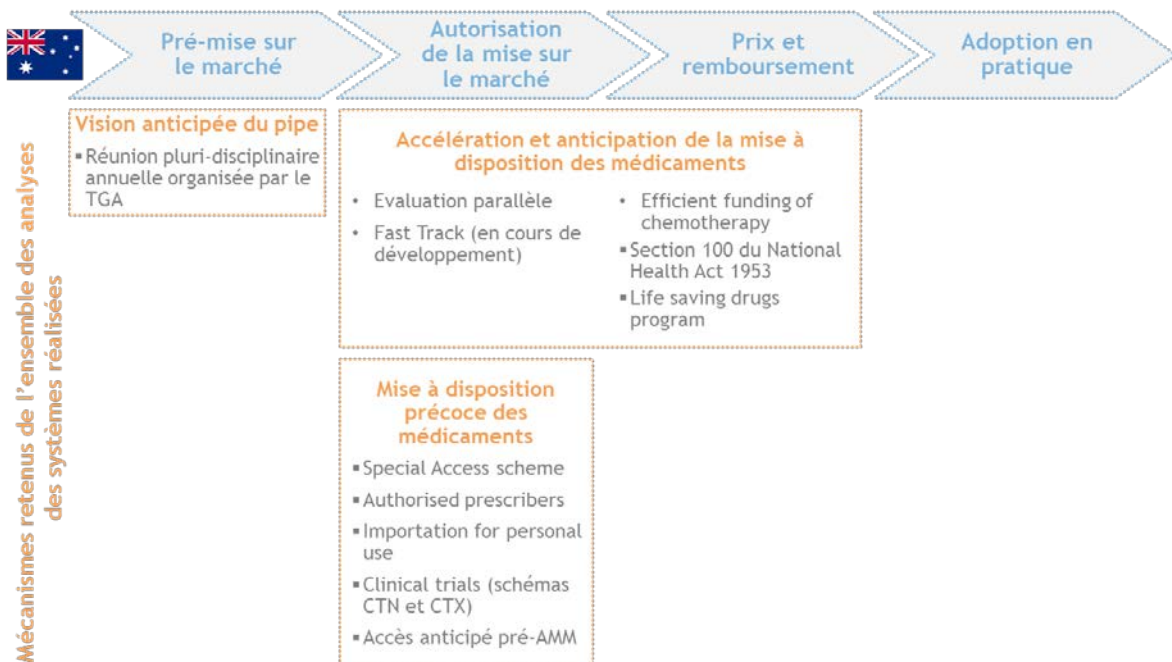 Pré-mise sur
le marché
Autorisation
de la mise sur
le marché
Prix et
remboursement
Adoption en
pratique
Mécanismes retenus de l'ensemble des analyses
des systèmes réalisées
Vision anticipée du pipe
▪Réunion pluri-disciplinaire
annuelle organisée par le
TGA
Accélération et anticipation de la mise à
disposition des médicaments
• Evaluation parallèle
• Fast Track (en cours de
développement)
• Efficient funding of
chemotherapy
▪Section 100 du National
Health Act 1953
▪Life saving drugs
program
Mise à disposition
précoce des
médicaments
▪Special Access scheme
▪Authorised prescribers
▪Importation for personal
use
▪Clinical trials (schémas
CTN et CTX)
▪Accès anticipé pré-AMM